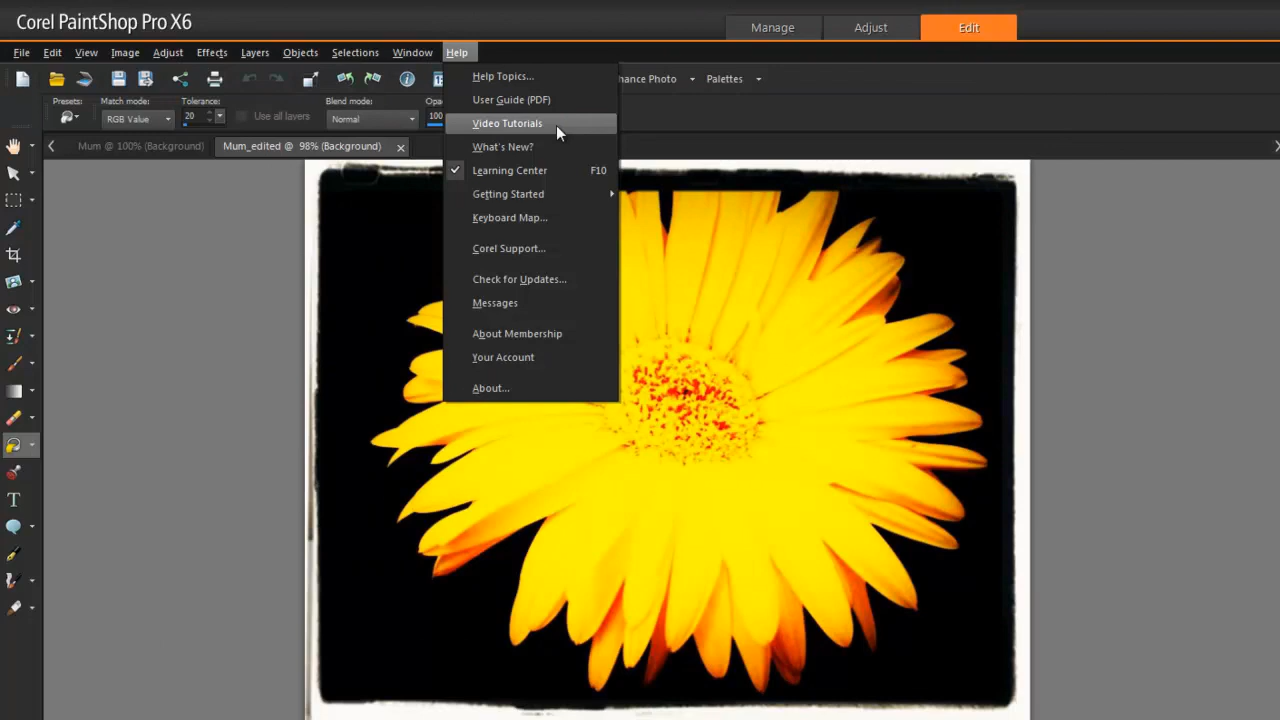 Corel PaintShop Pro X6
Manage Adjust Edit
File Edit View Image Adjust Effects Layers Objects Selections Window Help
hance Photo Palettes
Presets: Match mode: Tolerance: Blend mode: Opa
RGB Value 20 Use all layers Normal 100
Mum @ 100% (Background) Mum_edited @ 98% (Background)
Help Topics...
User Guide (PDF)
Video Tutorials
What's New?
Learning Center F10
Getting Started
Keyboard Map...
Corel Support...
Check for Updates...
Messages
About Membership
Your Account
About...
T